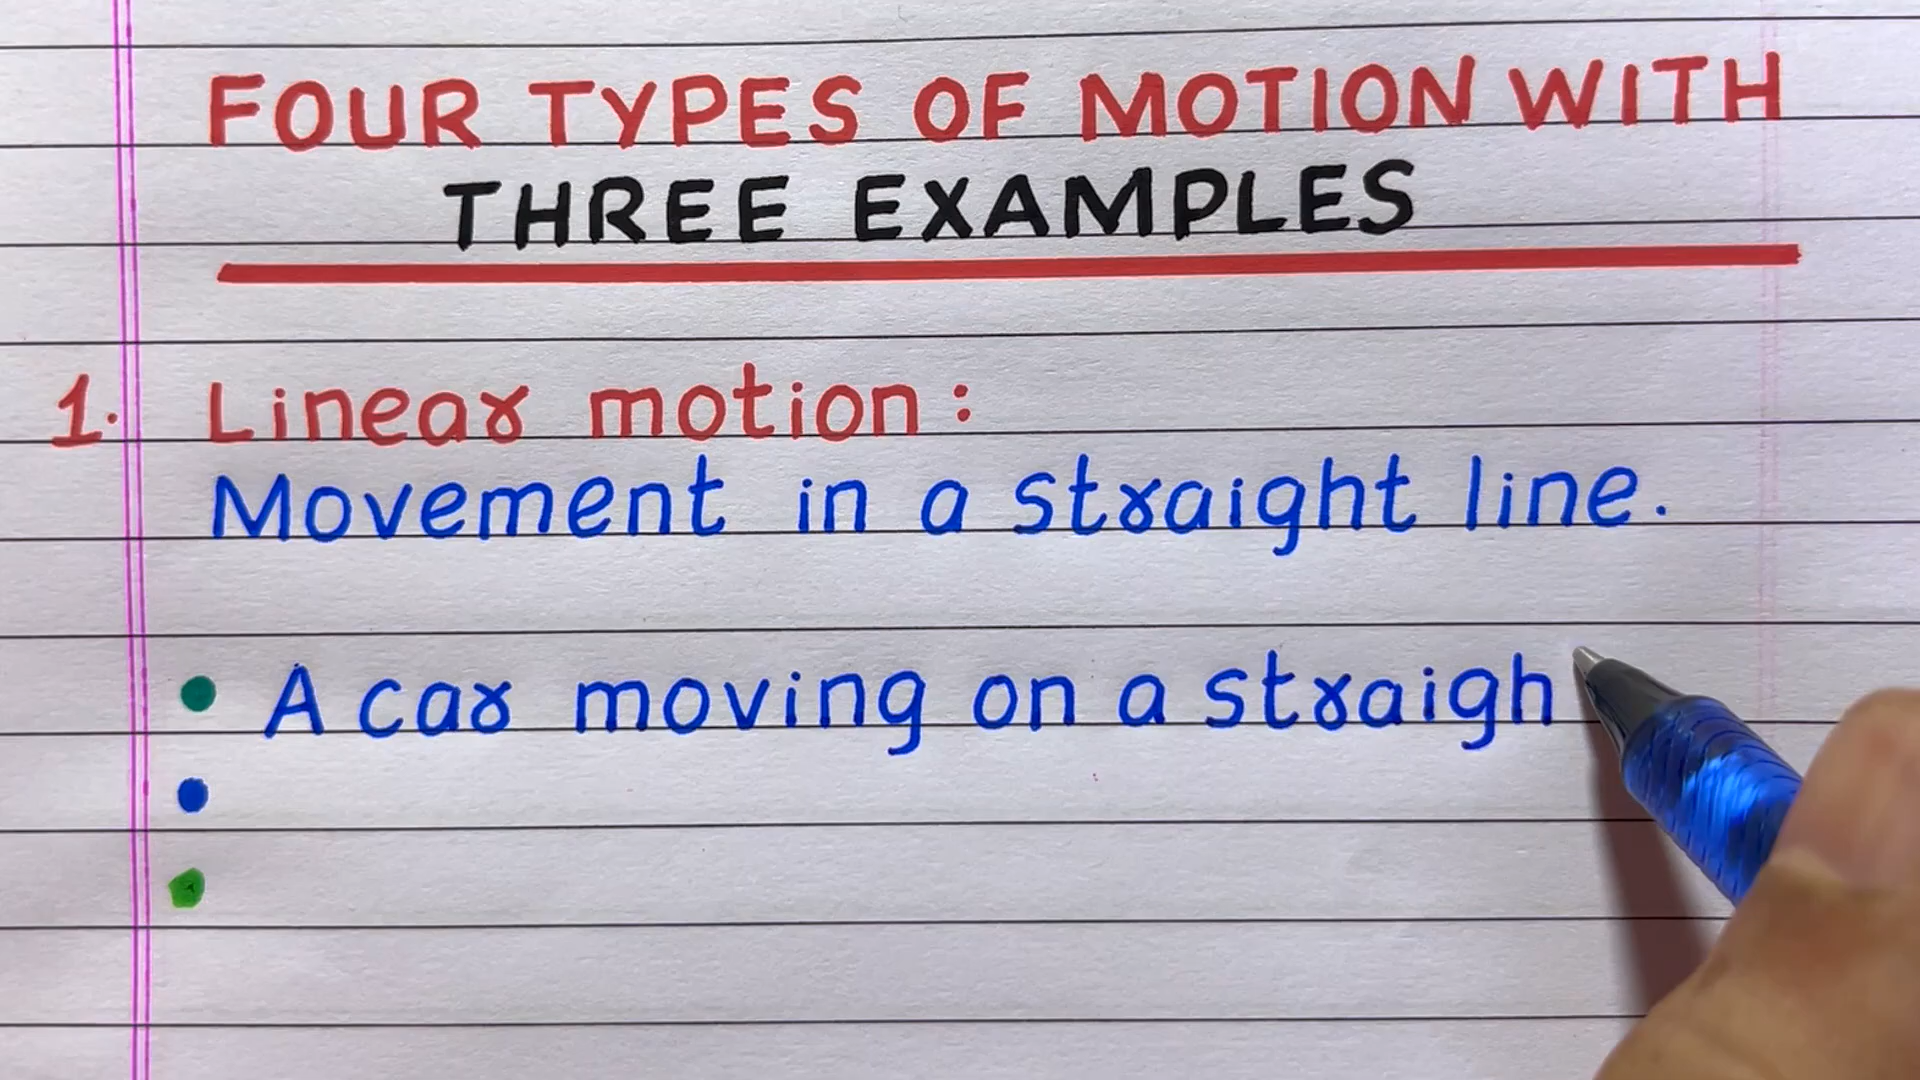 FOUR TYPES OF MOTION WITH
THREE EXAMPLES
1. Linear motion:
Movement in a straight line.
• A car moving on a straigh
•
•